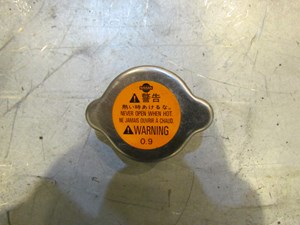 警告
熱い時あけるな。
NEVER OPEN WHEN HOT.
NE JAMAIS OUVRIR A CHAUD.
WARNING
0.9